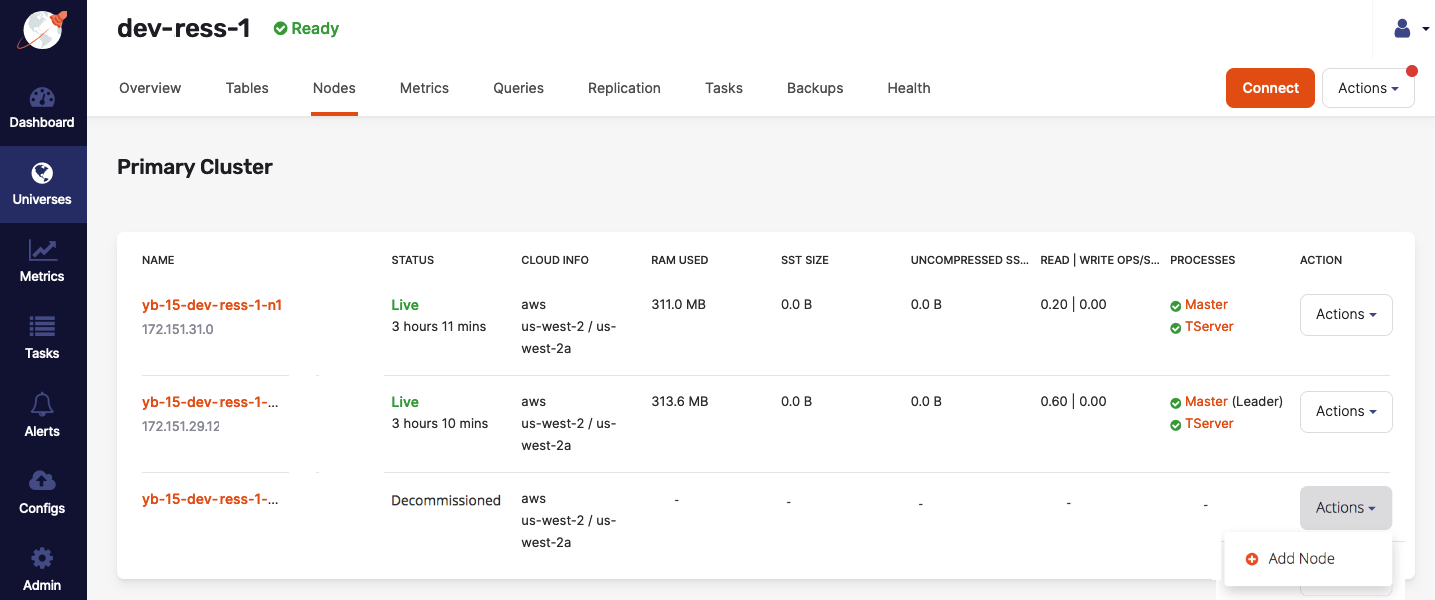 dev-ress-1 Ready
Overview Tables Nodes Metrics Queries Replication Tasks Backups Health Connect Actions
Dashboard
Universes
Metrics
Tasks
Alerts
Configs
Admin
Primary Cluster
NAME STATUS CLOUD INFO RAM USED SST SIZE UNCOMPRESSED SS... READ | WRITE OPS/S... PROCESSES ACTION
yb-15-dev-ress-1-n1 Live aws 311.0 MB 0.0 B 0.0 B 0.20 | 0.00 Master Actions
172.151.31.0 3 hours 11 mins us-west-2 / us- TServer
west-2a
yb-15-dev-ress-1-... Live aws 313.6 MB 0.0 B 0.0 B 0.60 | 0.00 Master (Leader) Actions
172.151.29.12 3 hours 10 mins us-west-2 / us- TServer
west-2a
yb-15-dev-ress-1-... Decommissioned aws - - - - - Actions
us-west-2 / us-
west-2a
Add Node